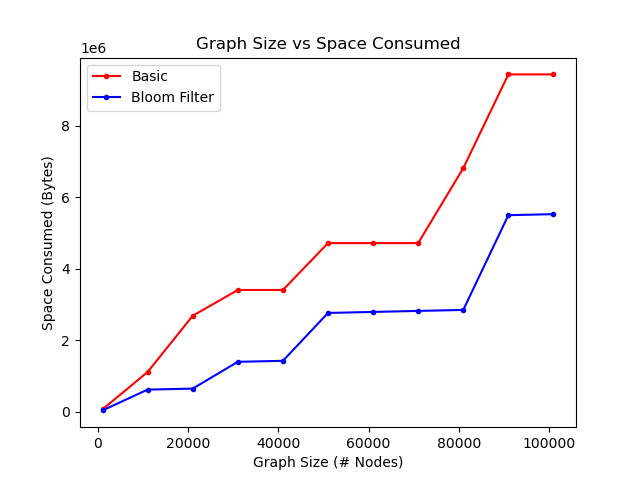 Graph Size vs Space Consumed
1e6
Basic
Bloom Filter
8
6
4
2
0
Space Consumed (Bytes)
0 20000 40000 60000 80000 100000
Graph Size (# Nodes)